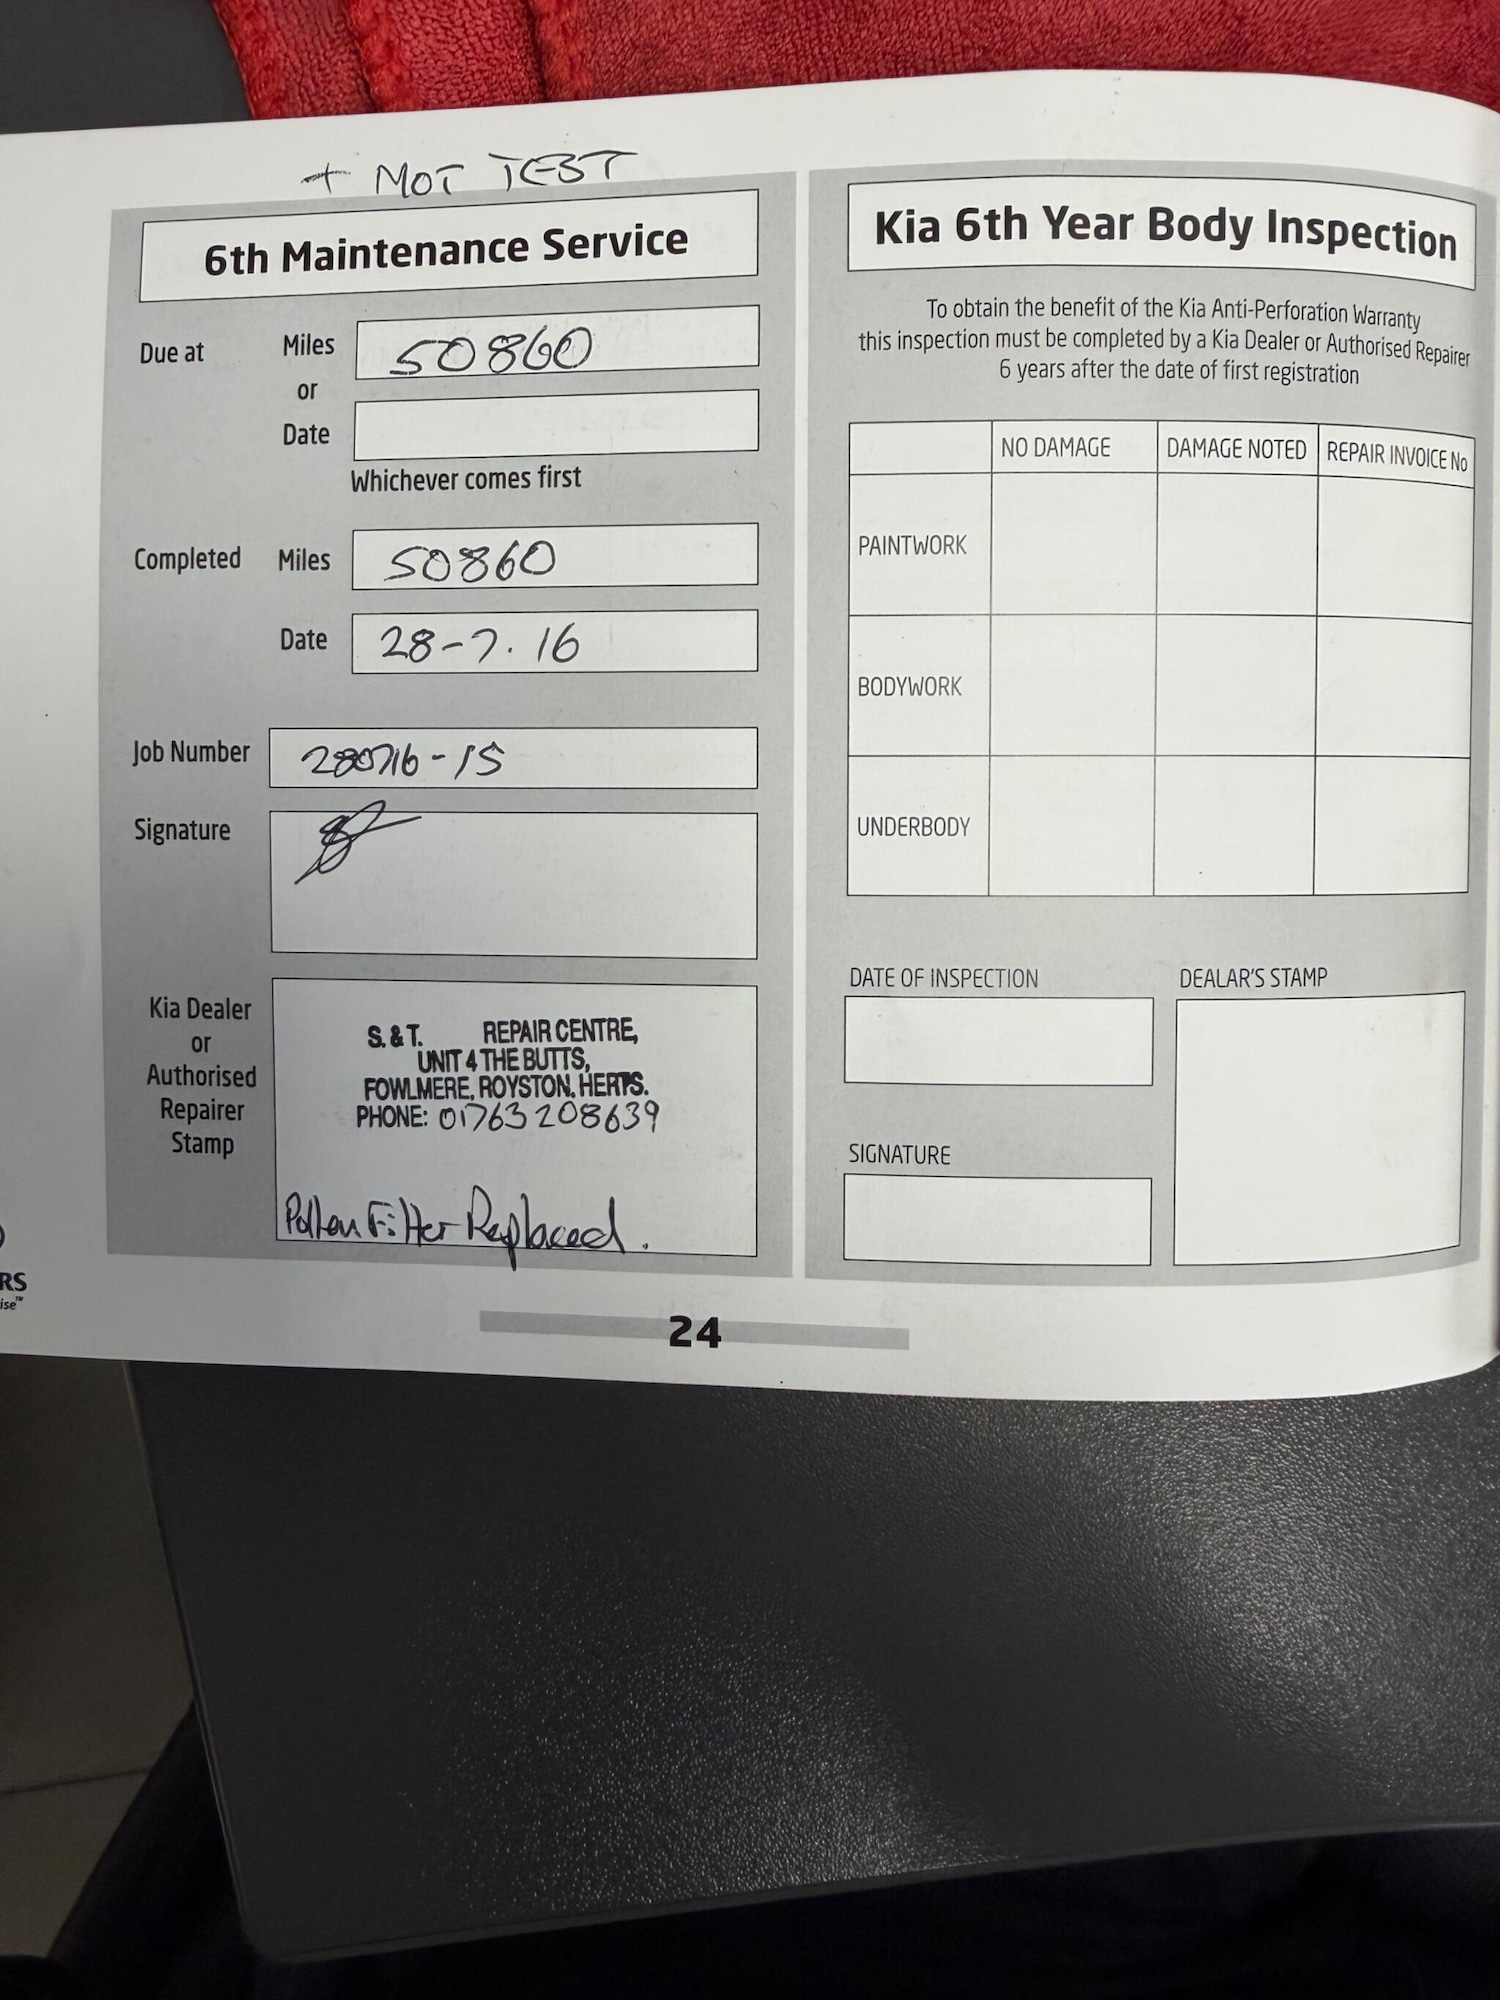 + MOT TEST
6th Maintenance Service
Due at Miles 50860
or
Date
Whichever comes first
Completed Miles 50860
Date 28-7.16
Job Number 280716-15
Signature
Kia Dealer
or
Authorised
Repairer
Stamp
S. & T. REPAIR CENTRE,
UNIT 4 THE BUTTS,
FOWLMERE, ROYSTON, HERTS.
PHONE: 01763 208639
Pollen Filter Replaced.
Kia 6th Year Body Inspection
To obtain the benefit of the Kia Anti-Perforation Warranty
this inspection must be completed by a Kia Dealer or Authorised Repairer
6 years after the date of first registration
NO DAMAGE DAMAGE NOTED REPAIR INVOICE No
PAINTWORK
BODYWORK
UNDERBODY
DATE OF INSPECTION
DEALAR'S STAMP
SIGNATURE
RS
ise™
24